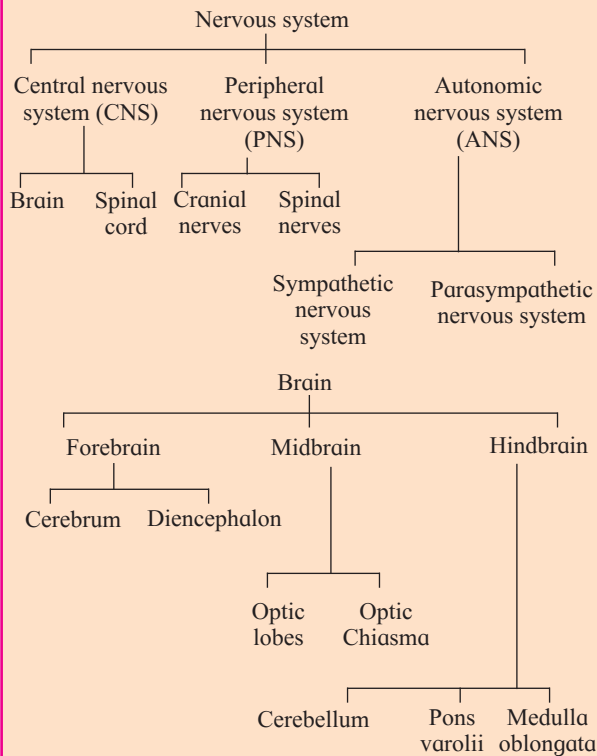 Nervous system
Central nervous
system (CNS)
Peripheral
nervous system
(PNS)
Autonomic
nervous system
(ANS)
Brain
Spinal
cord
Cranial
nerves
Spinal
nerves
Sympathetic
nervous
system
Parasympathetic
nervous system
Brain
Forebrain
Midbrain
Hindbrain
Cerebrum
Diencephalon
Optic
lobes
Optic
Chiasma
Cerebellum
Pons
varolii
Medulla
oblongata